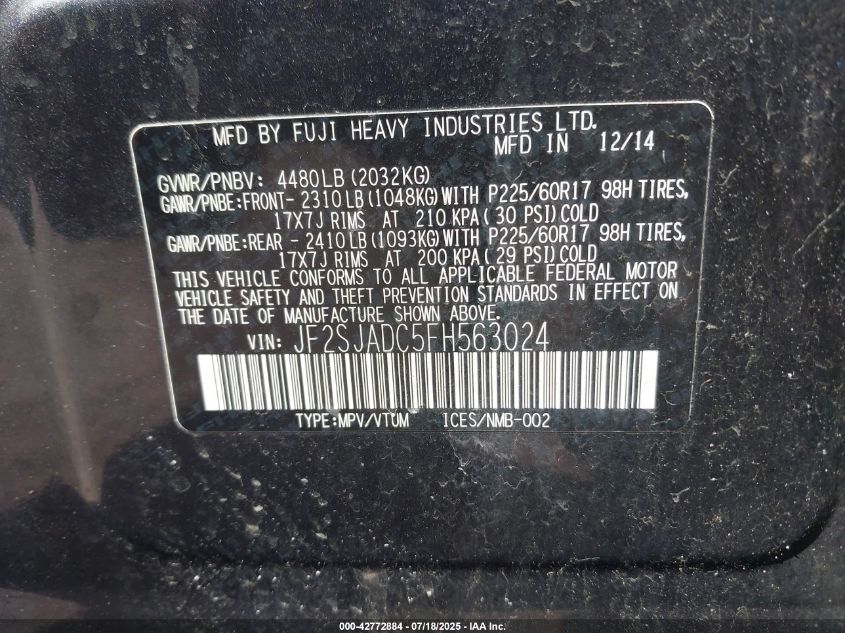 MFD BY FUJI HEAVY INDUSTRIES LTD.
MFD IN 12/14
GVWR/PNBV: 4480LB(2032KG)
GAWR/PNBE:FRONT-2310LB(1048KG)WITH P225/60R17 98H TIRES,
17X7J RIMS AT 210 KPA(30 PSI)COLD
GAWR/PNBE:REAR -2410LB(1093KG)WITH P225/60R17 98H TIRES,
17X7J RIMS AT 200 KPA(29 PSI)COLD
THIS VEHICLE CONFORMS TO ALL APPLICABLE FEDERAL MOTOR
VEHICLE SAFETY AND THEFT PREVENTION STANDARDS IN EFFECT ON
THE DATE OF MANUFACTURE SHOWN ABOVE.
VIN: JF2SJADC5FH563024
TYPE:MPV/VTUM ICES/NMB-002
000-42772884 - 07/18/2025 - IAA Inc.